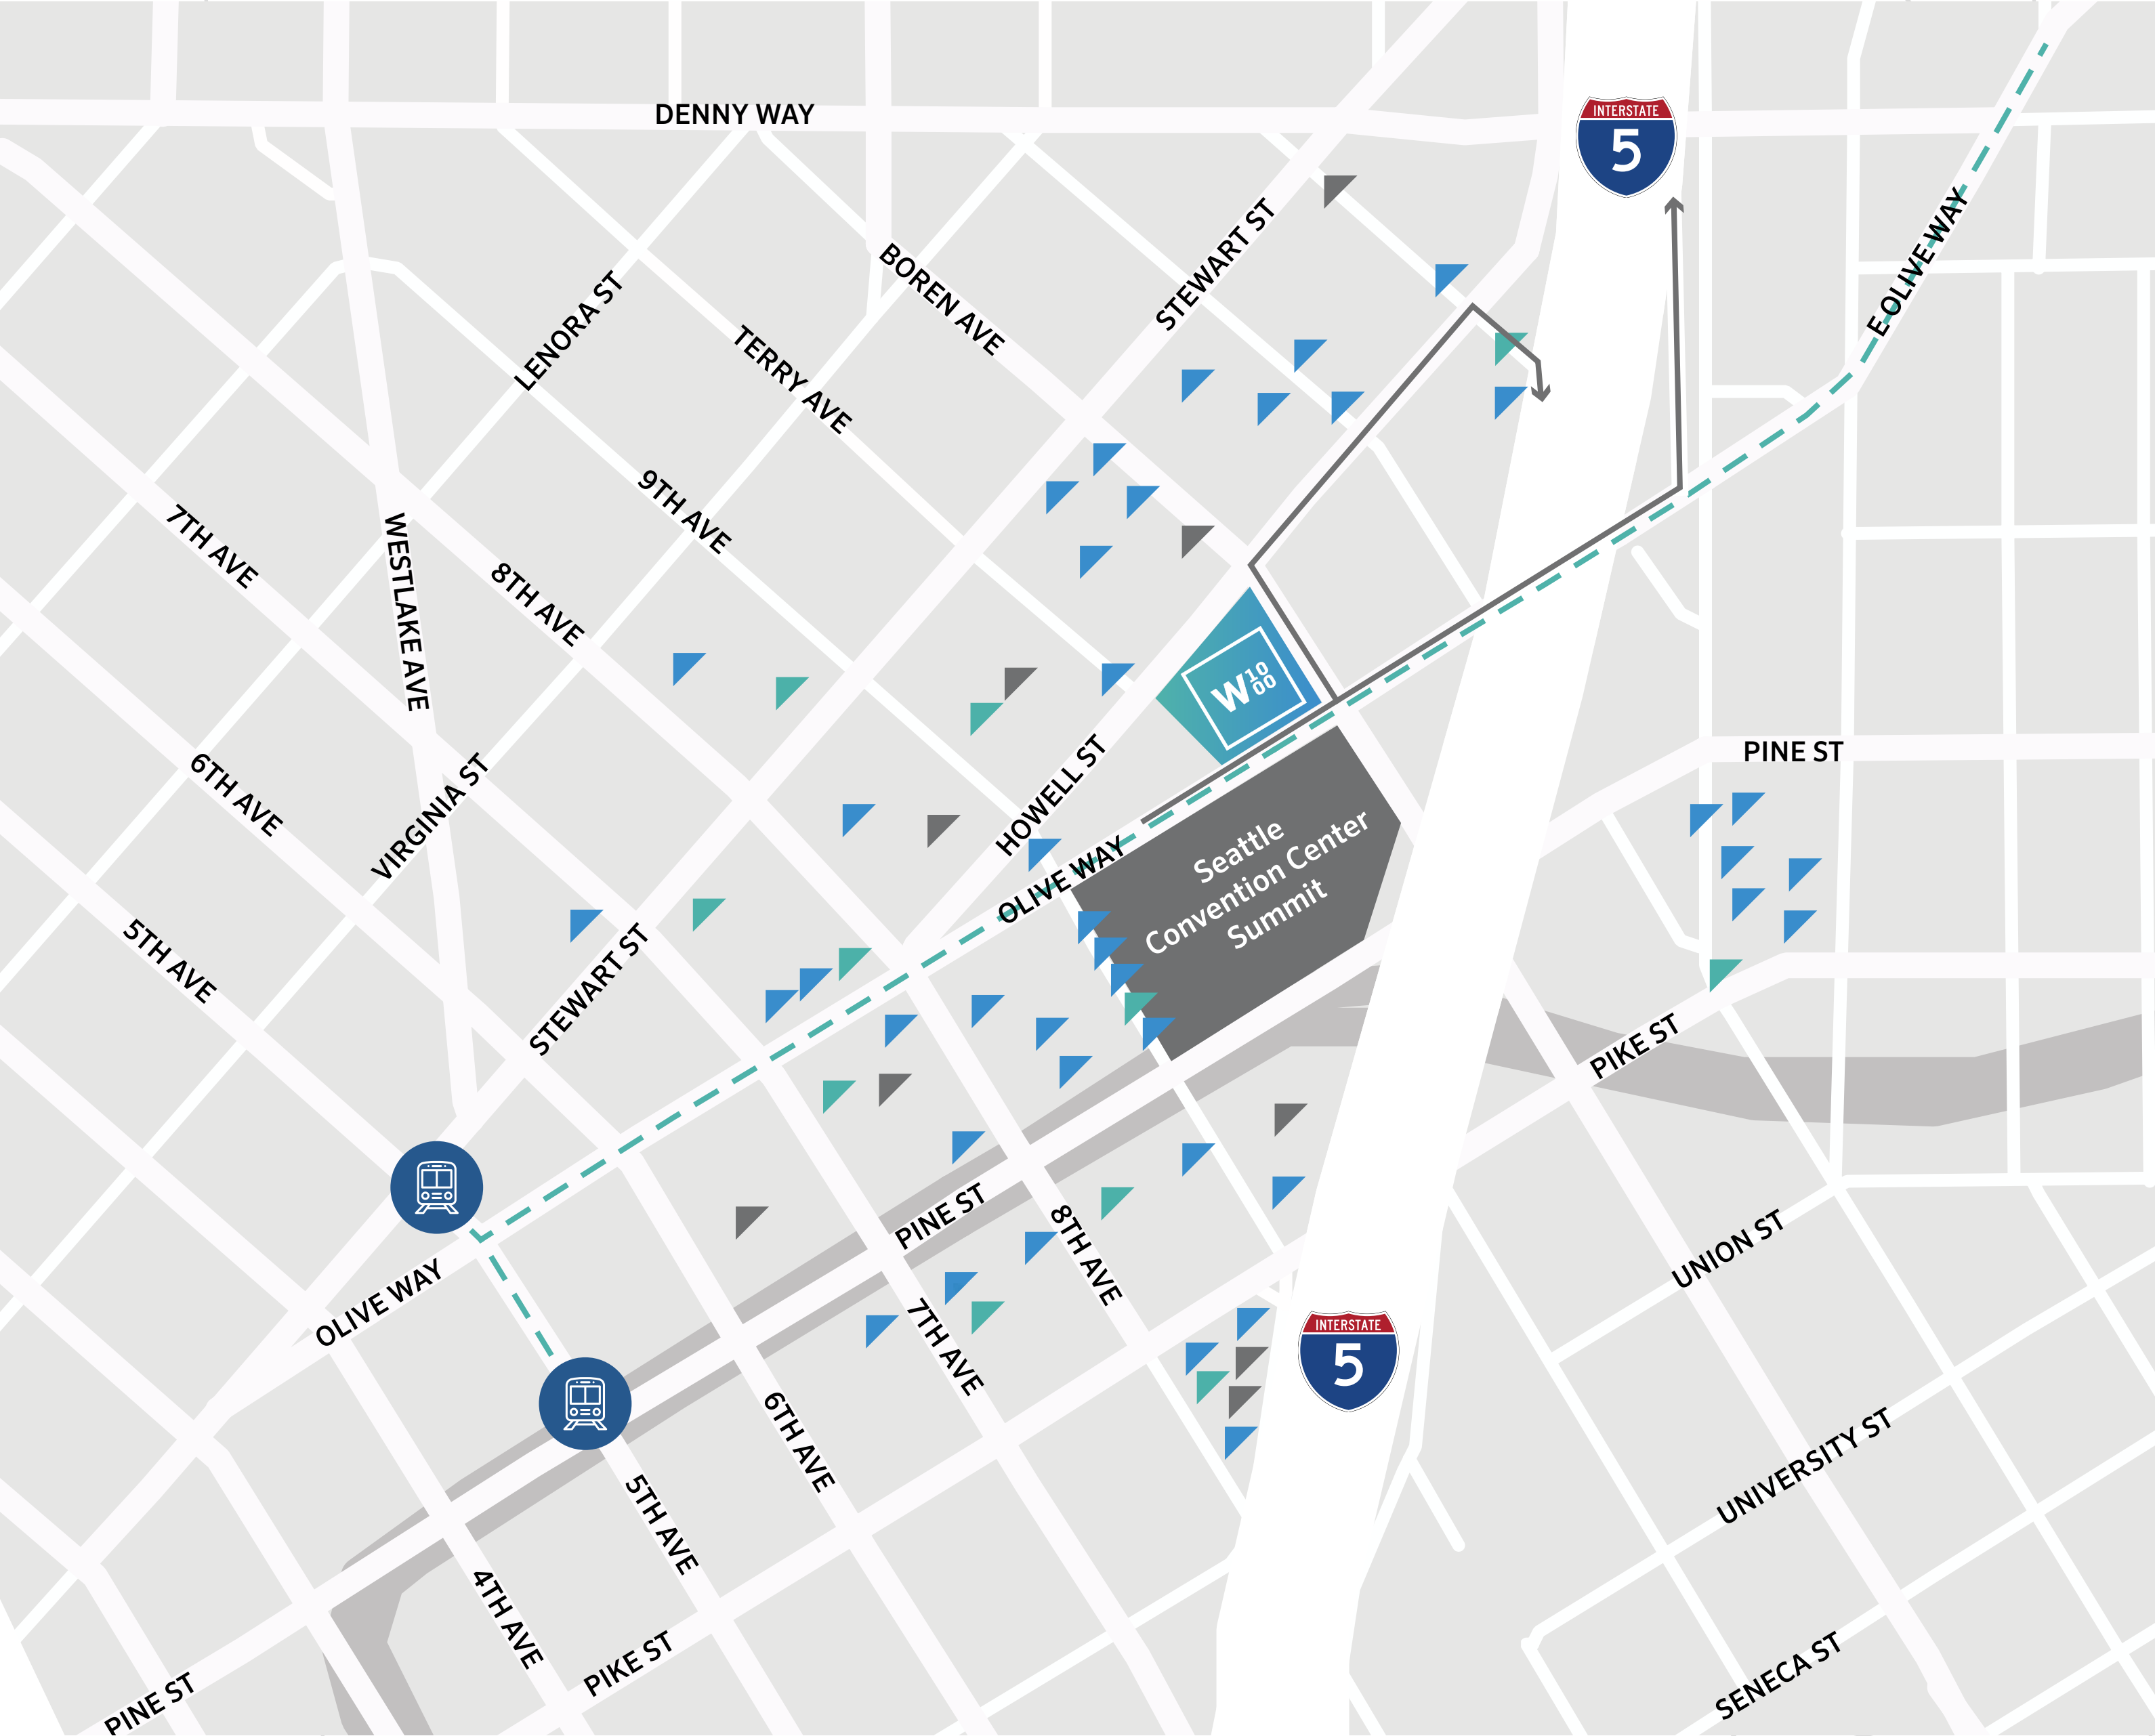 DENNY WAY
INTERSTATE
5
STEWART ST
E OLIVE WAY
BOREN AVE
LENORA ST
TERRY AVE
9TH AVE
7TH AVE
WESTLAKE AVE
8TH AVE
W 10
00
HOWELL ST
PINE ST
6TH AVE
VIRGINIA ST
OLIVE WAY
Seattle
Convention Center
Summit
5TH AVE
STEWART ST
PIKE ST
PINE ST
8TH AVE
UNION ST
OLIVE WAY
7TH AVE
INTERSTATE
5
6TH AVE
UNIVERSITY ST
5TH AVE
4TH AVE
PIKE ST
SENECA ST
PINE ST